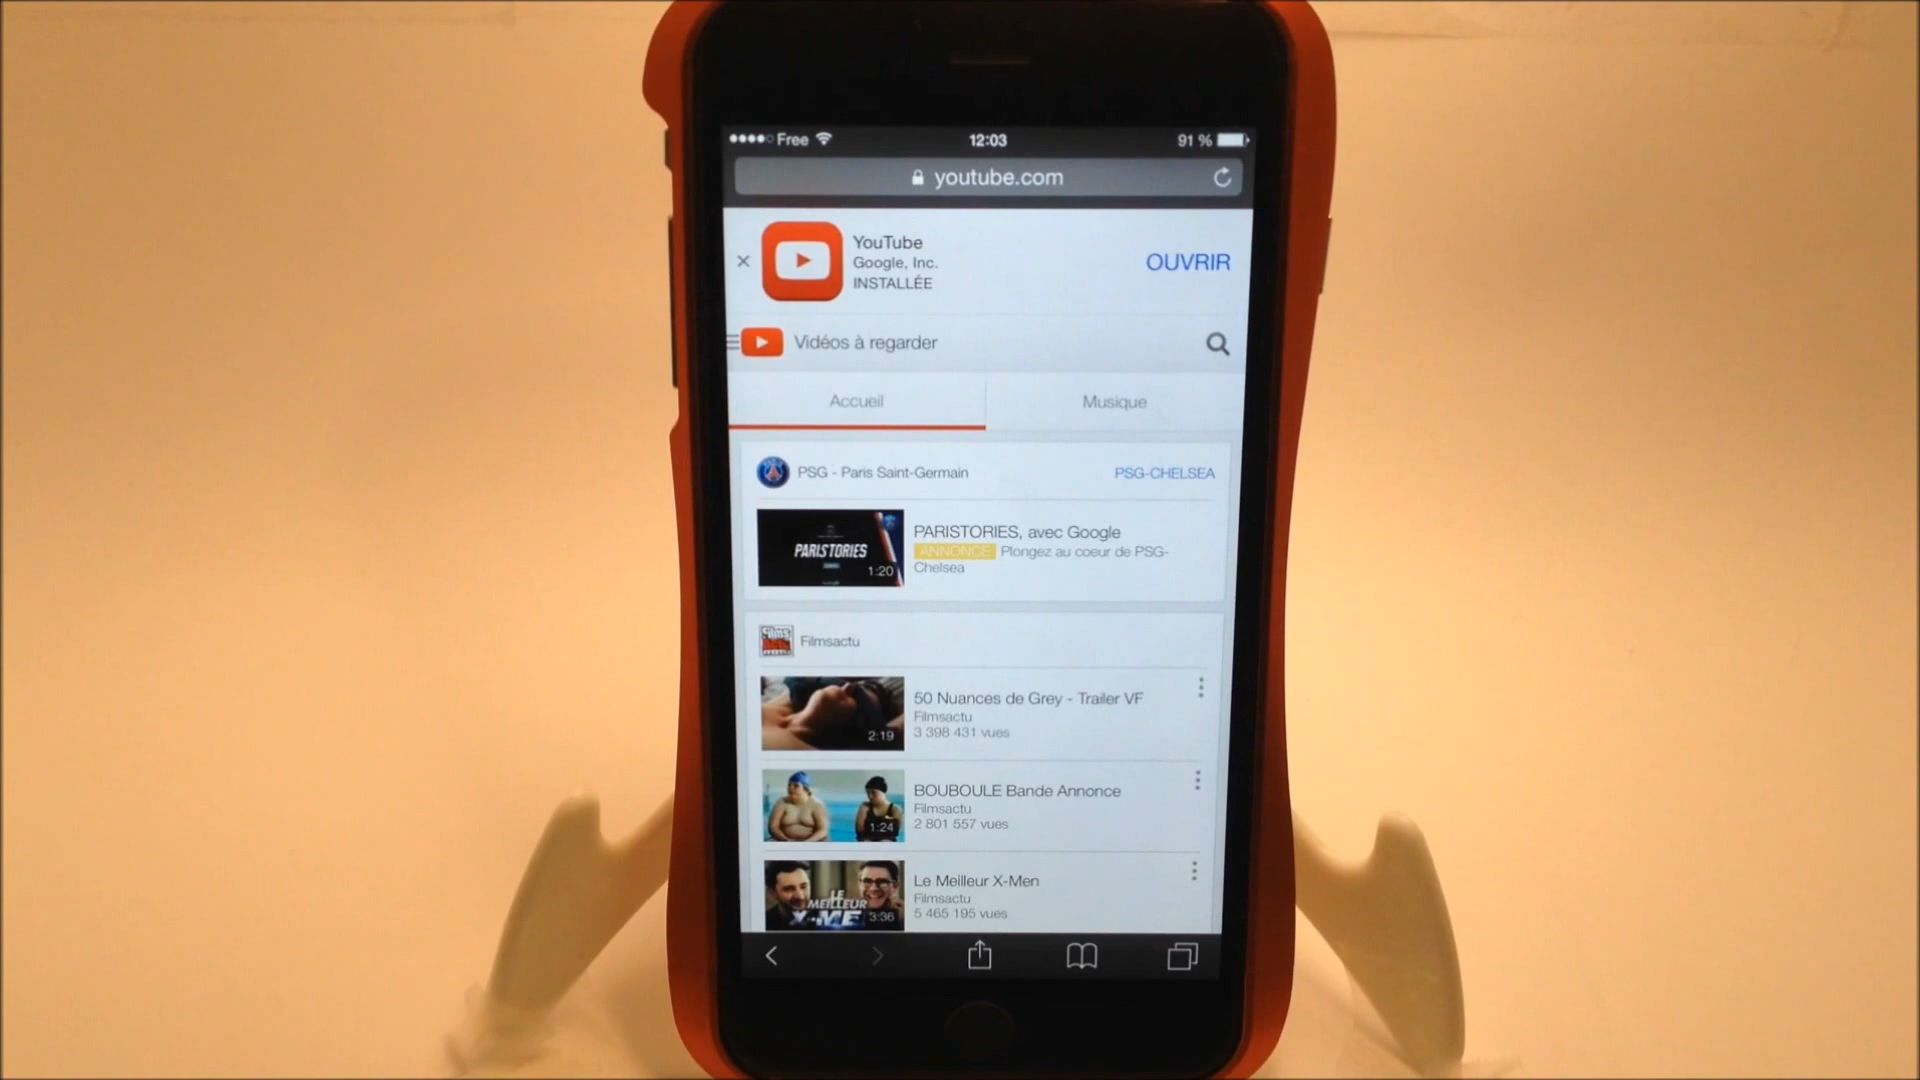 Free 12:03 91 %
youtube.com
YouTube
Google, Inc.
INSTALLÉE
OUVRIR
Vidéos à regarder
Accueil Musique
PSG - Paris Saint-Germain PSG-CHELSEA
PARISTORIES
1:20
PARISTORIES, avec Google
ANNONCE Plongez au coeur de PSG-
Chelsea
Filmsactu
2:19
50 Nuances de Grey - Trailer VF
Filmsactu
3 398 431 vues
1:24
BOUBOULE Bande Annonce
Filmsactu
2 801 557 vues
LE
MEILLEUR
X-ME
3:36
Le Meilleur X-Men
Filmsactu
5 465 195 vues